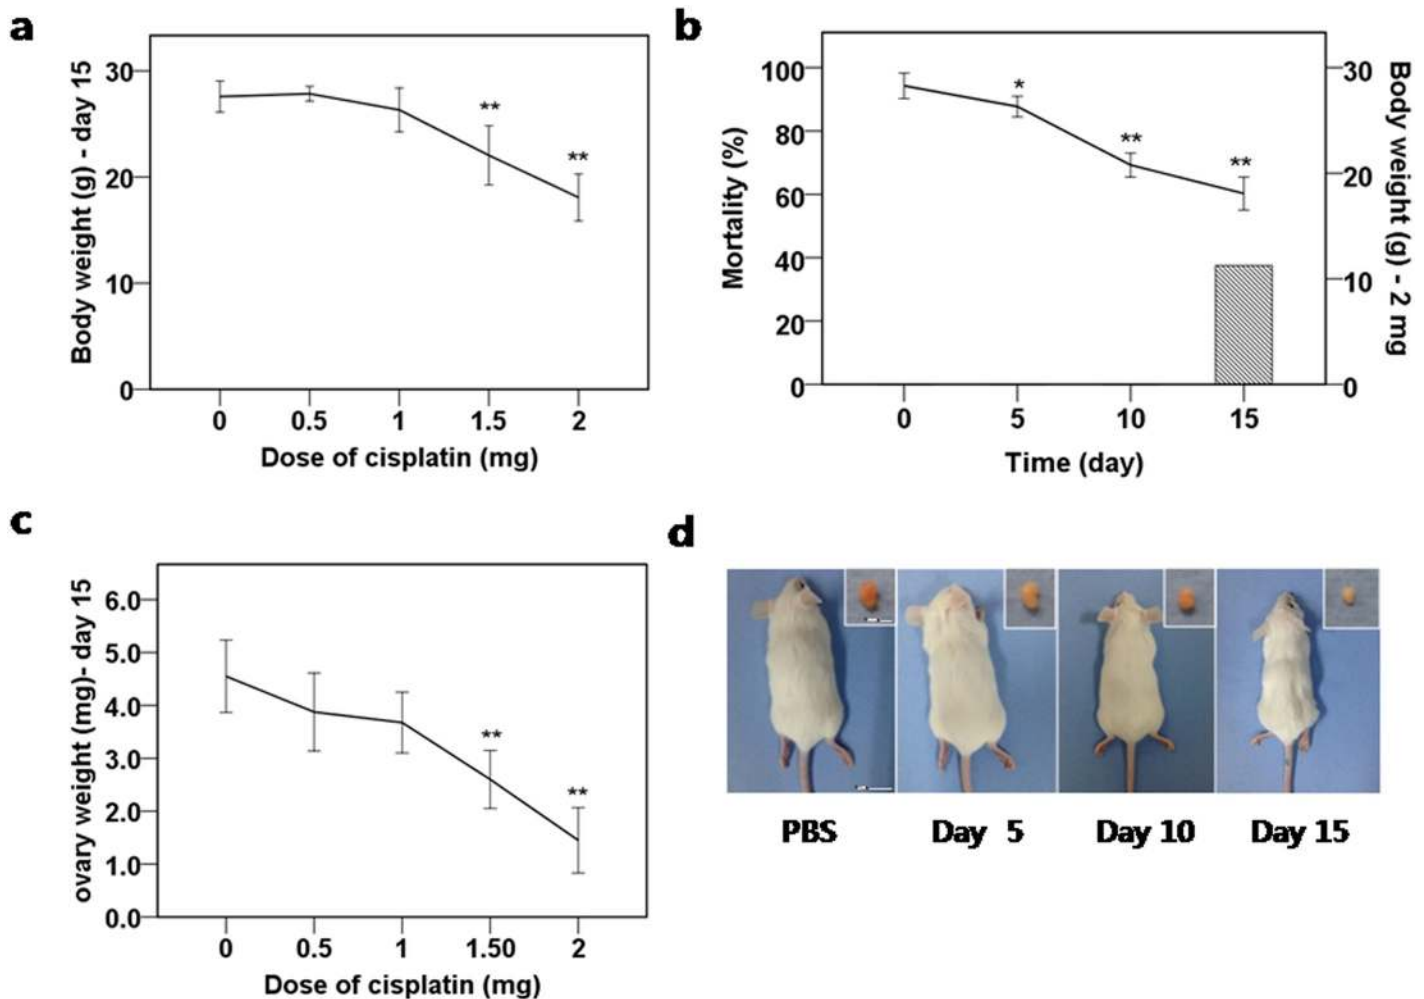 a
Body weight (g) - day 15
30
20
10
0
**
**
0 0.5 1 1.5 2
Dose of cisplatin (mg)
b
Mortality (%)
100
80
60
40
20
0
*
**
**
30
20
10
0
Body weight (g) - 2 mg
0 5 10 15
Time (day)
c
ovary weight (mg)- day 15
6.0
5.0
4.0
3.0
2.0
1.0
0.0
**
**
0 0.5 1 1.50 2
Dose of cisplatin (mg)
d
PBS Day 5 Day 10 Day 15